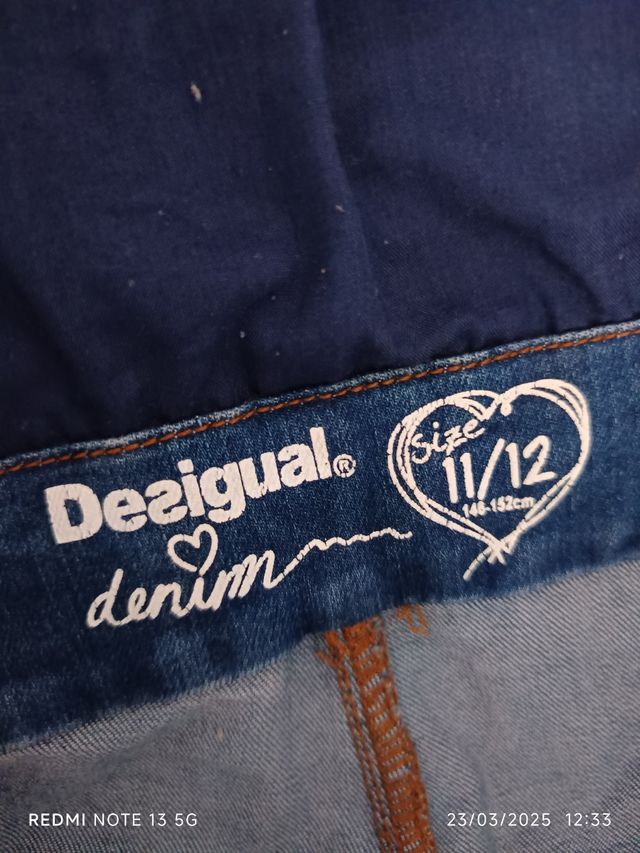 Desigual®
denim
Size
11/12
146-152cm
REDMI NOTE 13 5G
23/03/2025 12:33